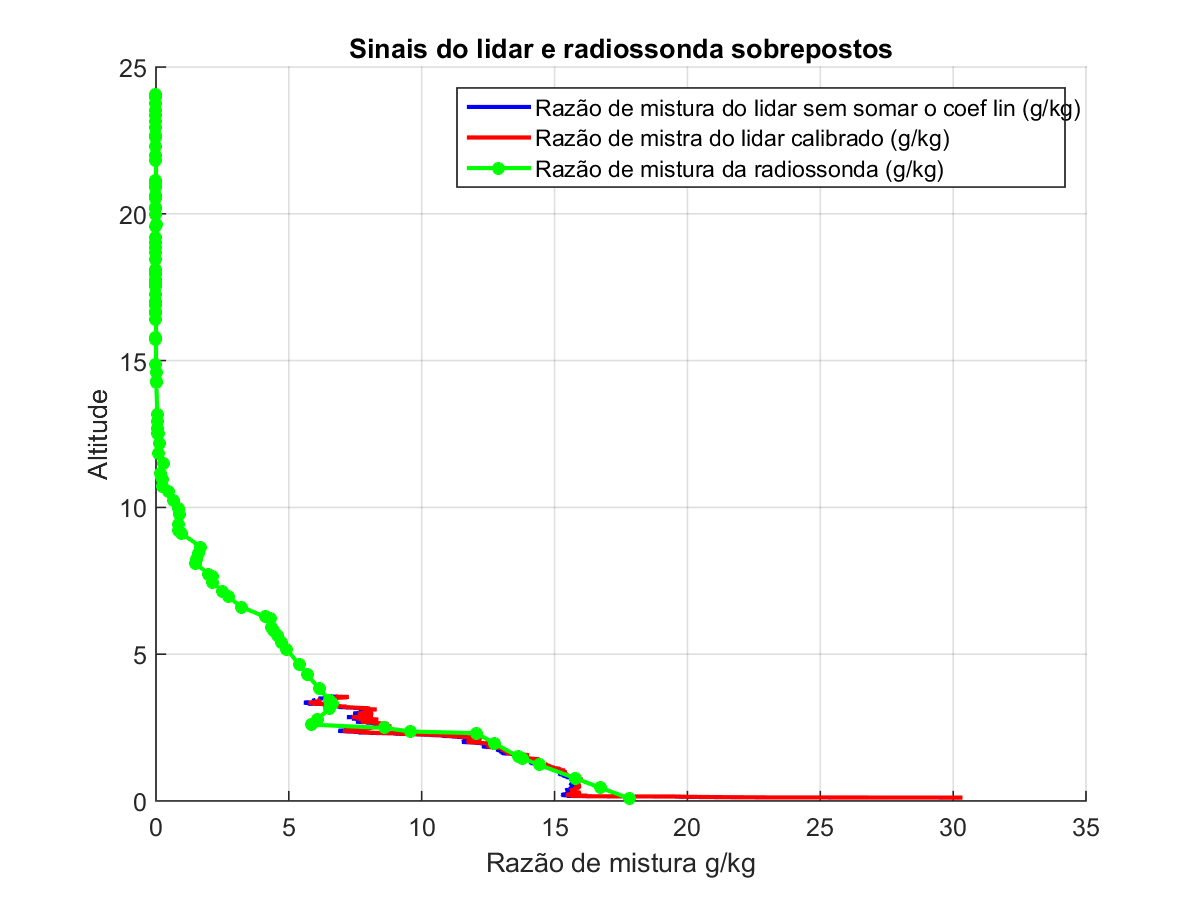 Sinais do lidar e radiossonda sobrepostos
25
Razão de mistura do lidar sem somar o coef lin (g/kg)
Razão de mistra do lidar calibrado (g/kg)
Razão de mistura da radiossonda (g/kg)
20
15
Altitude
10
5
0
0 5 10 15 20 25 30 35
Razão de mistura g/kg